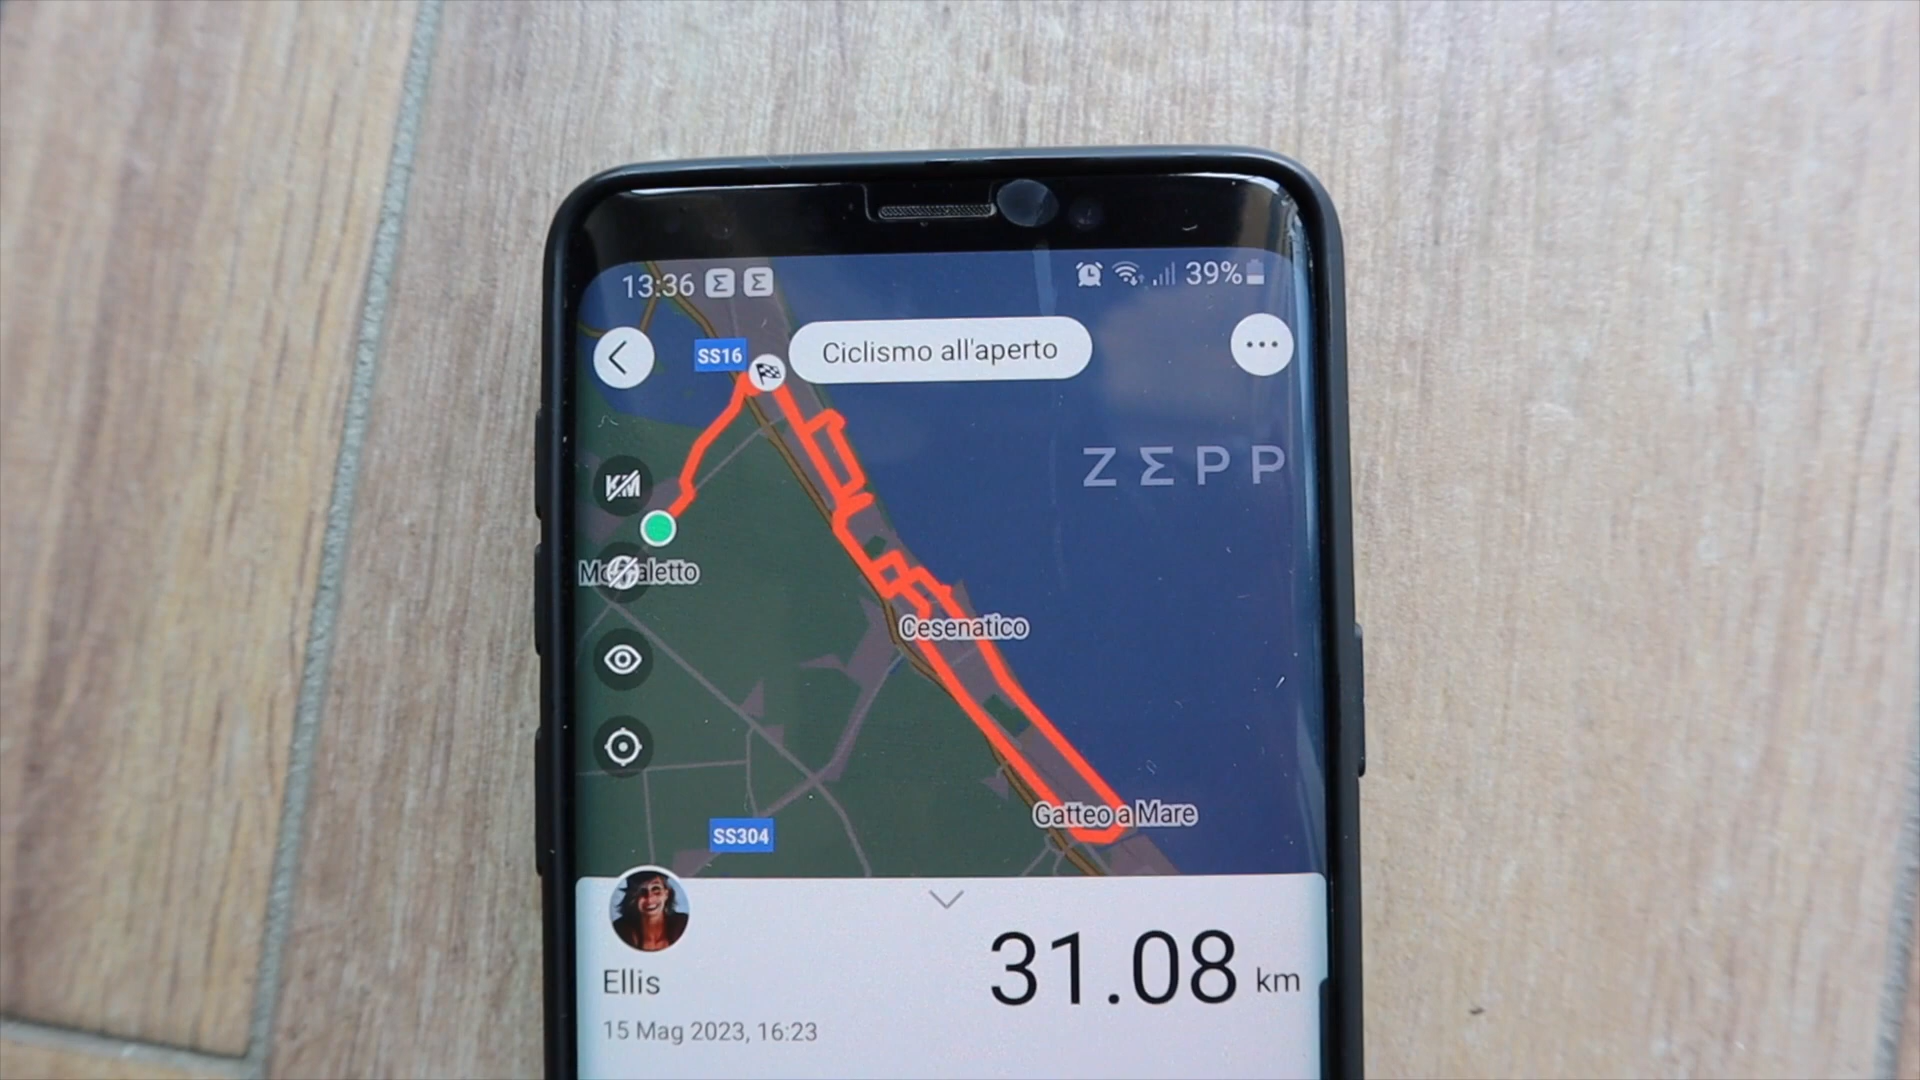 13:36 Σ Σ 39%
SS16
Ciclismo all'aperto
ZΣPP
KM
Cesenatico
Gatteo a Mare
SS304
Ellis
31.08 km
15 Mag 2023, 16:23